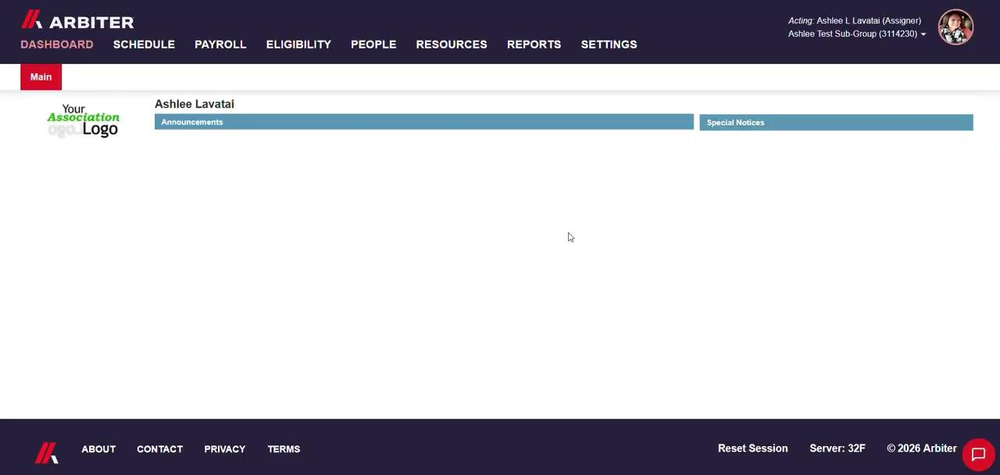 ARBITER
Acting: Ashlee L Lavatai (Assigner)
Ashlee Test Sub-Group (3114230)
DASHBOARD SCHEDULE PAYROLL ELIGIBILITY PEOPLE RESOURCES REPORTS SETTINGS
Main
Your
Association
Logo
Ashlee Lavatai
Announcements
Special Notices
ABOUT CONTACT PRIVACY TERMS
Reset Session Server: 32F © 2026 Arbiter